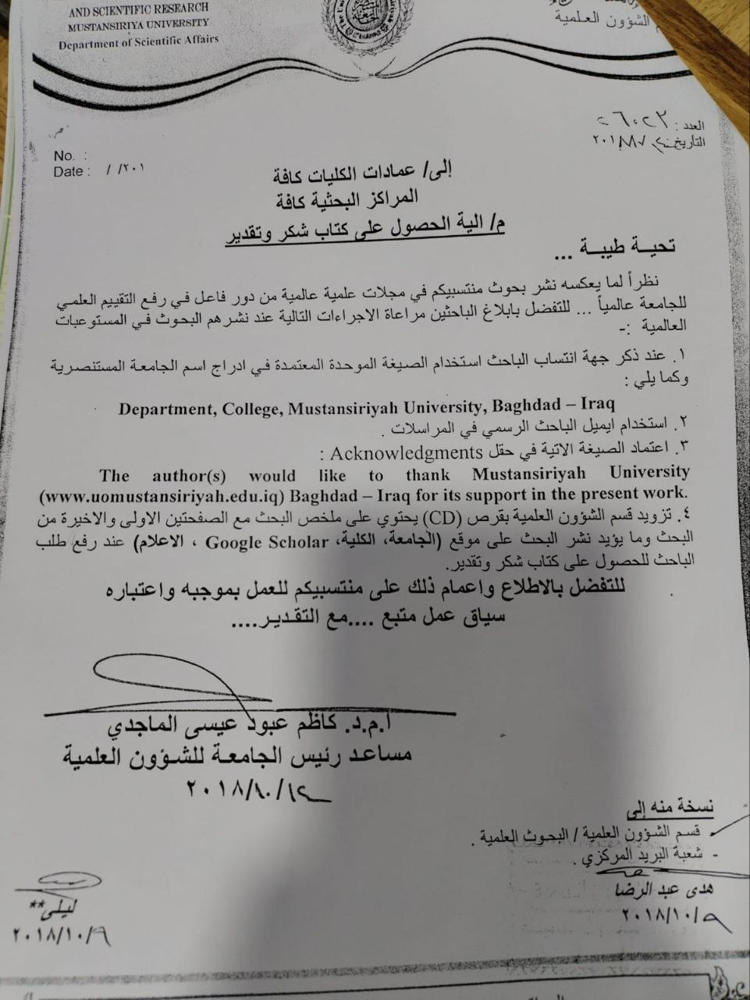 AND SCIENTIFIC RESEARCH
MUSTANSIRIYA UNIVERSITY
Department of Scientific Affairs
الشؤون العلمية
العدد :
التاريخ
No. :
Date : / /٢٠١
إلى/ عمادات الكليات كافة
المراكز البحثية كافة
م/ الية الحصول على كتاب شكر وتقدير
تحية طيبة ...
نظراً لما يعكسه نشر بحوث منتسبيكم في مجلات علمية عالمية من دور فاعل في رفع التقييم العلمي
للجامعة عالمياً ... للتفضل بابلاغ الباحثين مراعاة الاجراءات التالية عند نشرهم البحوث في المستوعبات
العالمية :-
١. عند ذكر جهة انتساب الباحث استخدام الصيغة الموحدة المعتمدة في ادراج اسم الجامعة المستنصرية
وكما يلي :
Department, College, Mustansiriyah University, Baghdad – Iraq
٢. استخدام ايميل الباحث الرسمي في المراسلات .
٣. اعتماد الصيغة الاتية في حقل Acknowledgments :
The author(s) would like to thank Mustansiriyah University
(www.uomustansiriyah.edu.iq) Baghdad – Iraq for its support in the present work.
٤. تزويد قسم الشؤون العلمية بقرص (CD) يحتوي على ملخص البحث مع الصفحتين الاولى والاخيرة من
البحث وما يؤيد نشر البحث على موقع (الجامعة، الكلية، Google Scholar ، الاعلام) عند رفع طلب
الباحث للحصول على كتاب شكر وتقدير.
للتفضل بالاطلاع واعمام ذلك على منتسبيكم للعمل بموجبه واعتباره
سياق عمل متبع ....مع التقدير....
ا.م.د. كاظم عبود عيسى الماجدي
مساعد رئيس الجامعة للشؤون العلمية
٢٠١٨/١٠/١٤
نسخة منه إلى
- قسم الشؤون العلمية / البحوث العلمية .
- شعبة البريد المركزي .
هدى عبد الرضا
٢٠١٨/١٠/٩
ليلى**
٢٠١٨/١٠/٩